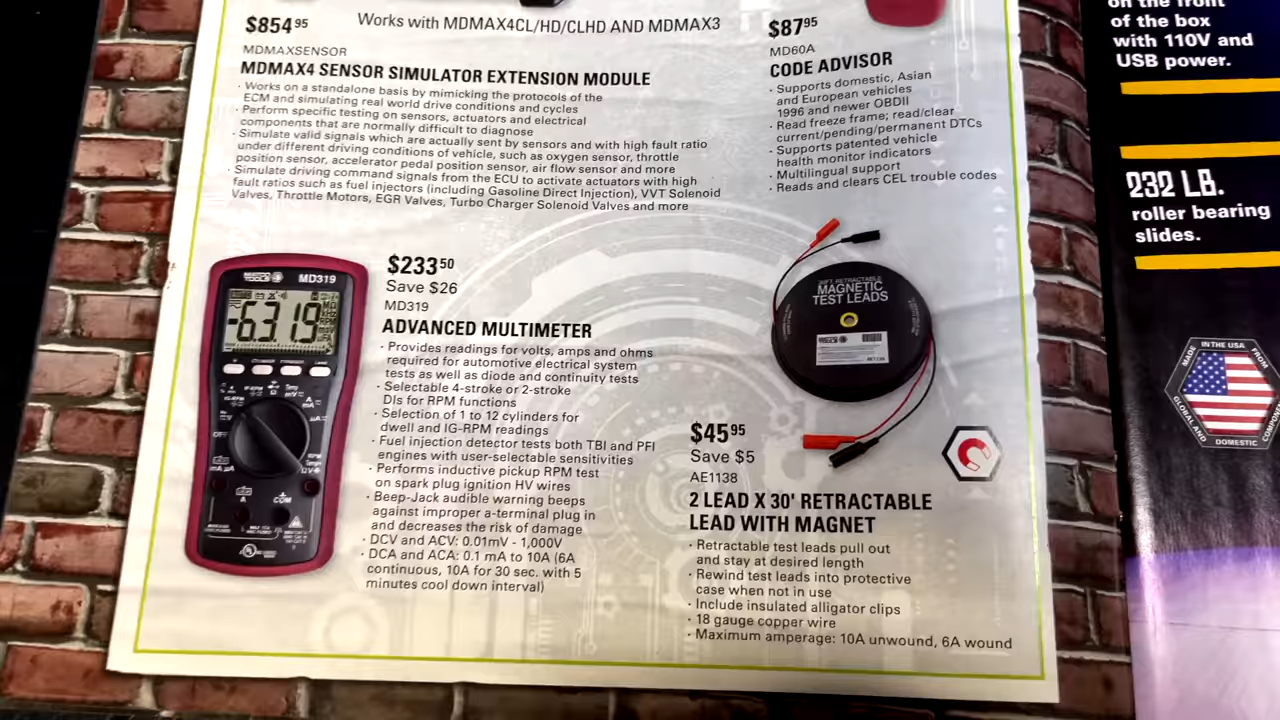 $854 95
Works with MDMAX4CL/HD/CLHD AND MDMAX3
MDMAXSENSOR
MDMAX4 SENSOR SIMULATOR EXTENSION MODULE
· Works on a standalone basis by mimicking the protocols of the
ECM and simulating real world drive conditions and cycles
· Perform specific testing on sensors, actuators and electrical
components that are normally difficult to diagnose
· Simulate valid signals which are actually sent by sensors and with high fault ratio
under different driving conditions of vehicle, such as oxygen sensor, throttle
position sensor, accelerator pedal position sensor, air flow sensor and more
· Simulate driving command signals from the ECU to activate actuators with high
fault ratios such as fuel injectors (including Gasoline Direct Injection), VVT Solenoid
Valves, Throttle Motors, EGR Valves, Turbo Charger Solenoid Valves and more
$87 95
MD60A
CODE ADVISOR
· Supports domestic, Asian
and European vehicles
1996 and newer OBDII
· Read freeze frame; read/clear
current/pending/permanent DTCs
· Supports patented vehicle
health monitor indicators
· Multilingual support
· Reads and clears CEL trouble codes
MD319
-6319
OFF
COM
$233 50
Save $26
MD319
ADVANCED MULTIMETER
· Provides readings for volts, amps and ohms
required for automotive electrical system
tests as well as diode and continuity tests
· Selectable 4-stroke or 2-stroke
DIs for RPM functions
· Selection of 1 to 12 cylinders for
dwell and IG-RPM readings
· Fuel injection detector tests both TBI and PFI
engines with user-selectable sensitivities
· Performs inductive pickup RPM test
on spark plug ignition HV wires
· Beep-Jack audible warning beeps
against improper a-terminal plug in
and decreases the risk of damage
· DCV and ACV: 0.01mV - 1,000V
· DCA and ACA: 0.1 mA to 10A (6A
continuous, 10A for 30 sec. with 5
minutes cool down interval)
30FT RETRACTABLE
MAGNETIC
TEST LEADS
$45 95
Save $5
AE1138
2 LEAD X 30' RETRACTABLE
LEAD WITH MAGNET
· Retractable test leads pull out
and stay at desired length
· Rewind test leads into protective
case when not in use
· Include insulated alligator clips
· 18 gauge copper wire
· Maximum amperage: 10A unwound, 6A wound
on the front
of the box
with 110V and
USB power.
232 LB.
roller bearing
slides.
MADE IN THE USA FROM
GLOBAL AND DOMESTIC